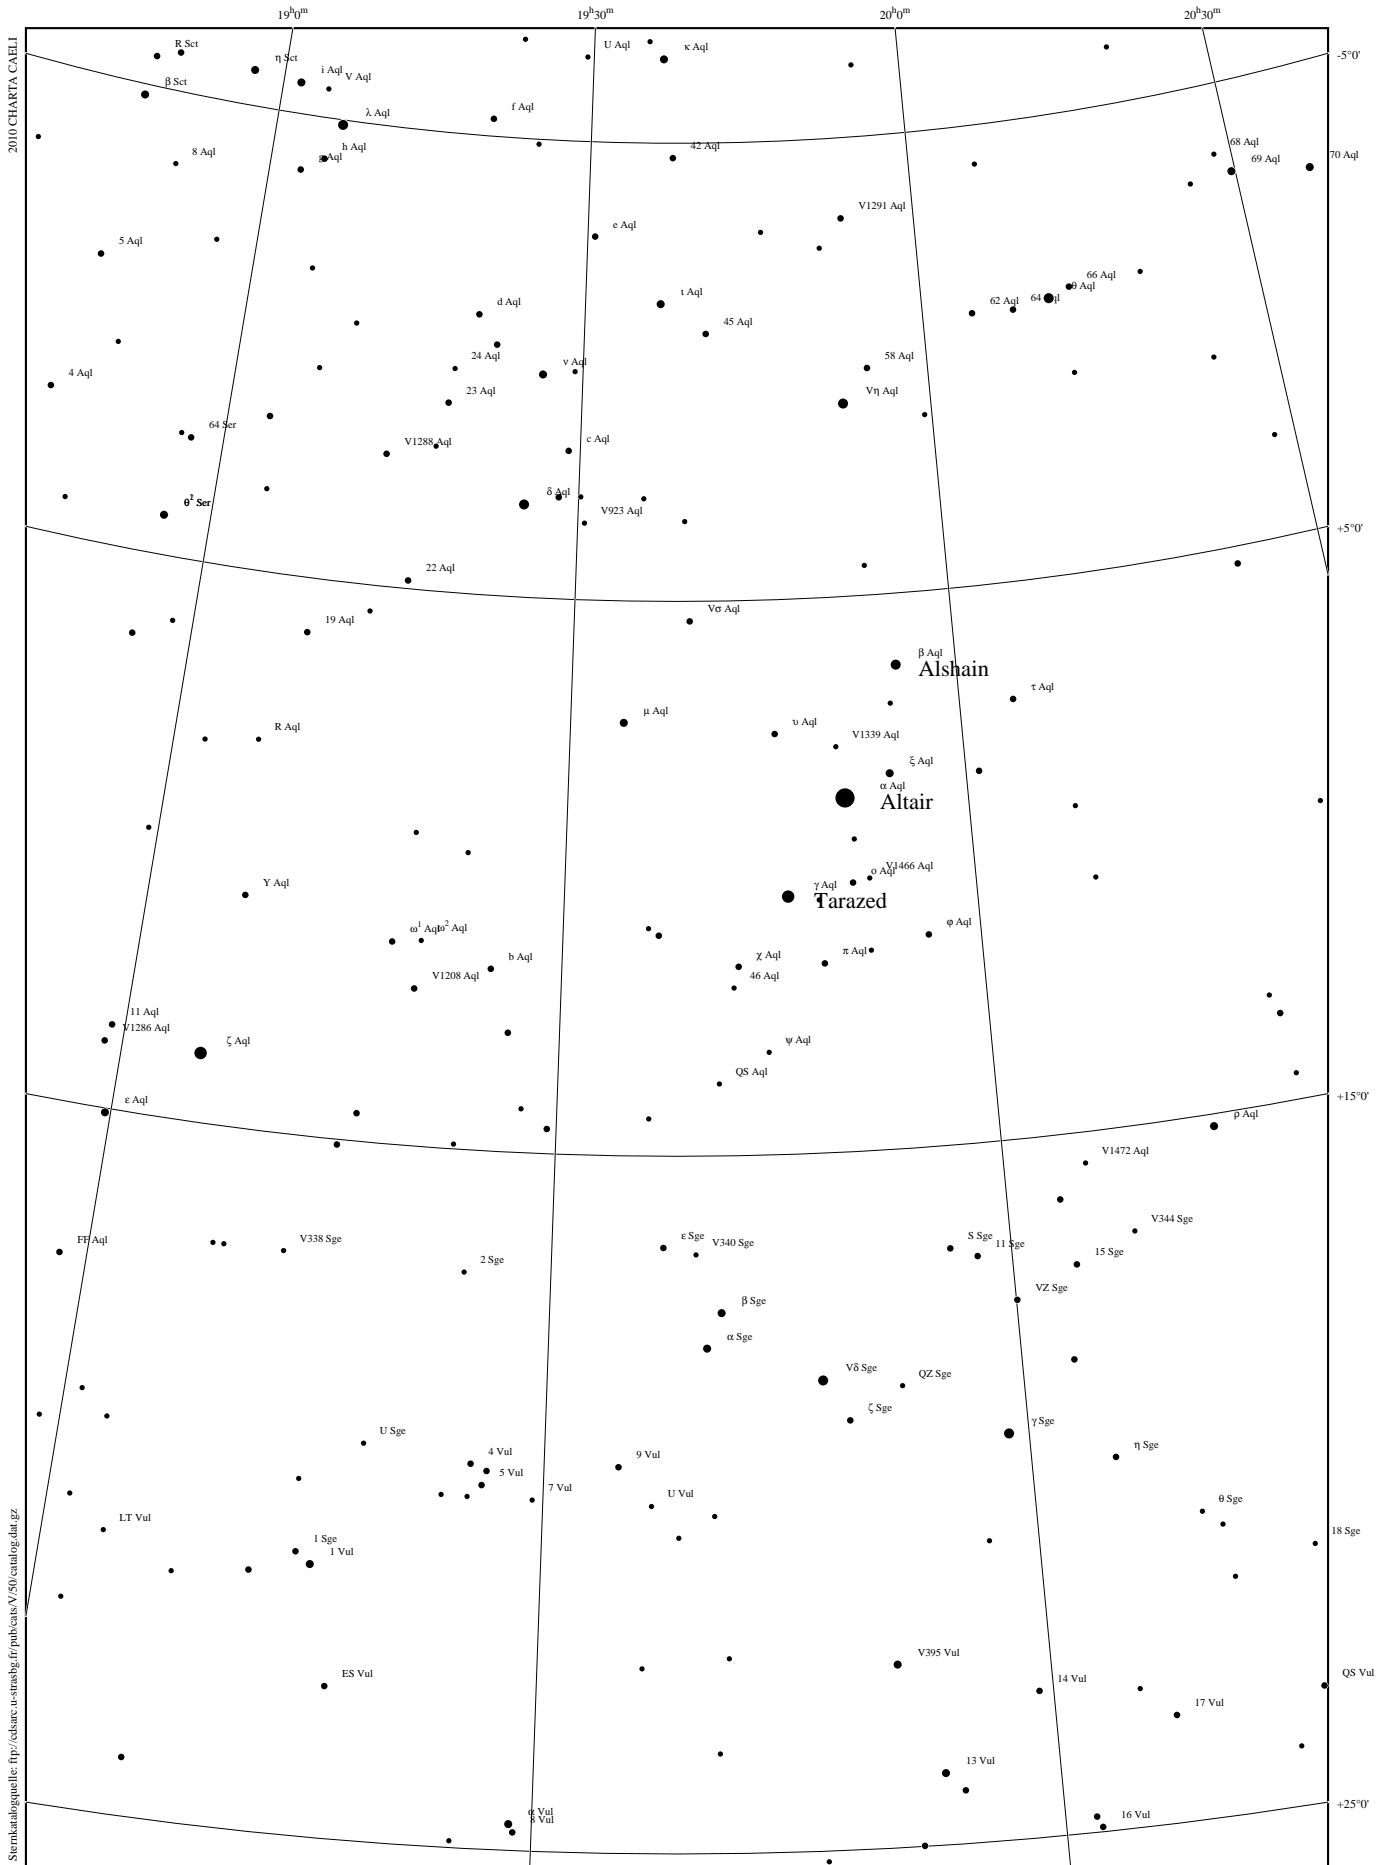 19h0m
19h30m
20h0m
20h30m
2010 CHARTA CAELI
R Sct
η Sct
β Sct
i Aql
V Aql
λ Aql
U Aql
κ Aql
-5°0'
f Aql
8 Aql
h Aql
g Aql
42 Aql
68 Aql
69 Aql
70 Aql
V1291 Aql
5 Aql
e Aql
66 Aql
θ Aql
64 Aql
62 Aql
ι Aql
d Aql
45 Aql
24 Aql
ν Aql
58 Aql
4 Aql
23 Aql
Vη Aql
64 Ser
V1288 Aql
c Aql
δ Aql
V923 Aql
+5°0'
22 Aql
Vσ Aql
19 Aql
β Aql
Alshain
τ Aql
μ Aql
R Aql
υ Aql
V1339 Aql
ξ Aql
α Aql
Altair
V1466 Aql
ο Aql
Y Aql
γ Aql
Tarazed
ω1 Aql
ω2 Aql
φ Aql
b Aql
χ Aql
π Aql
V1208 Aql
46 Aql
11 Aql
V1286 Aql
ζ Aql
ψ Aql
QS Aql
ε Aql
+15°0'
ρ Aql
V1472 Aql
FF Aql
V338 Sge
2 Sge
ε Sge
V340 Sge
S Sge
11 Sge
V344 Sge
15 Sge
VZ Sge
β Sge
α Sge
Vδ Sge
QZ Sge
ζ Sge
γ Sge
U Sge
η Sge
4 Vul
5 Vul
9 Vul
7 Vul
U Vul
θ Sge
LT Vul
1 Sge
1 Vul
18 Sge
V395 Vul
ES Vul
14 Vul
QS Vul
17 Vul
13 Vul
+25°0'
α Vul
8 Vul
16 Vul
Sternkatalogquelle: ftp://cdsarc.u-strasbg.fr/pub/cats/V/50/catalog.dat.gz